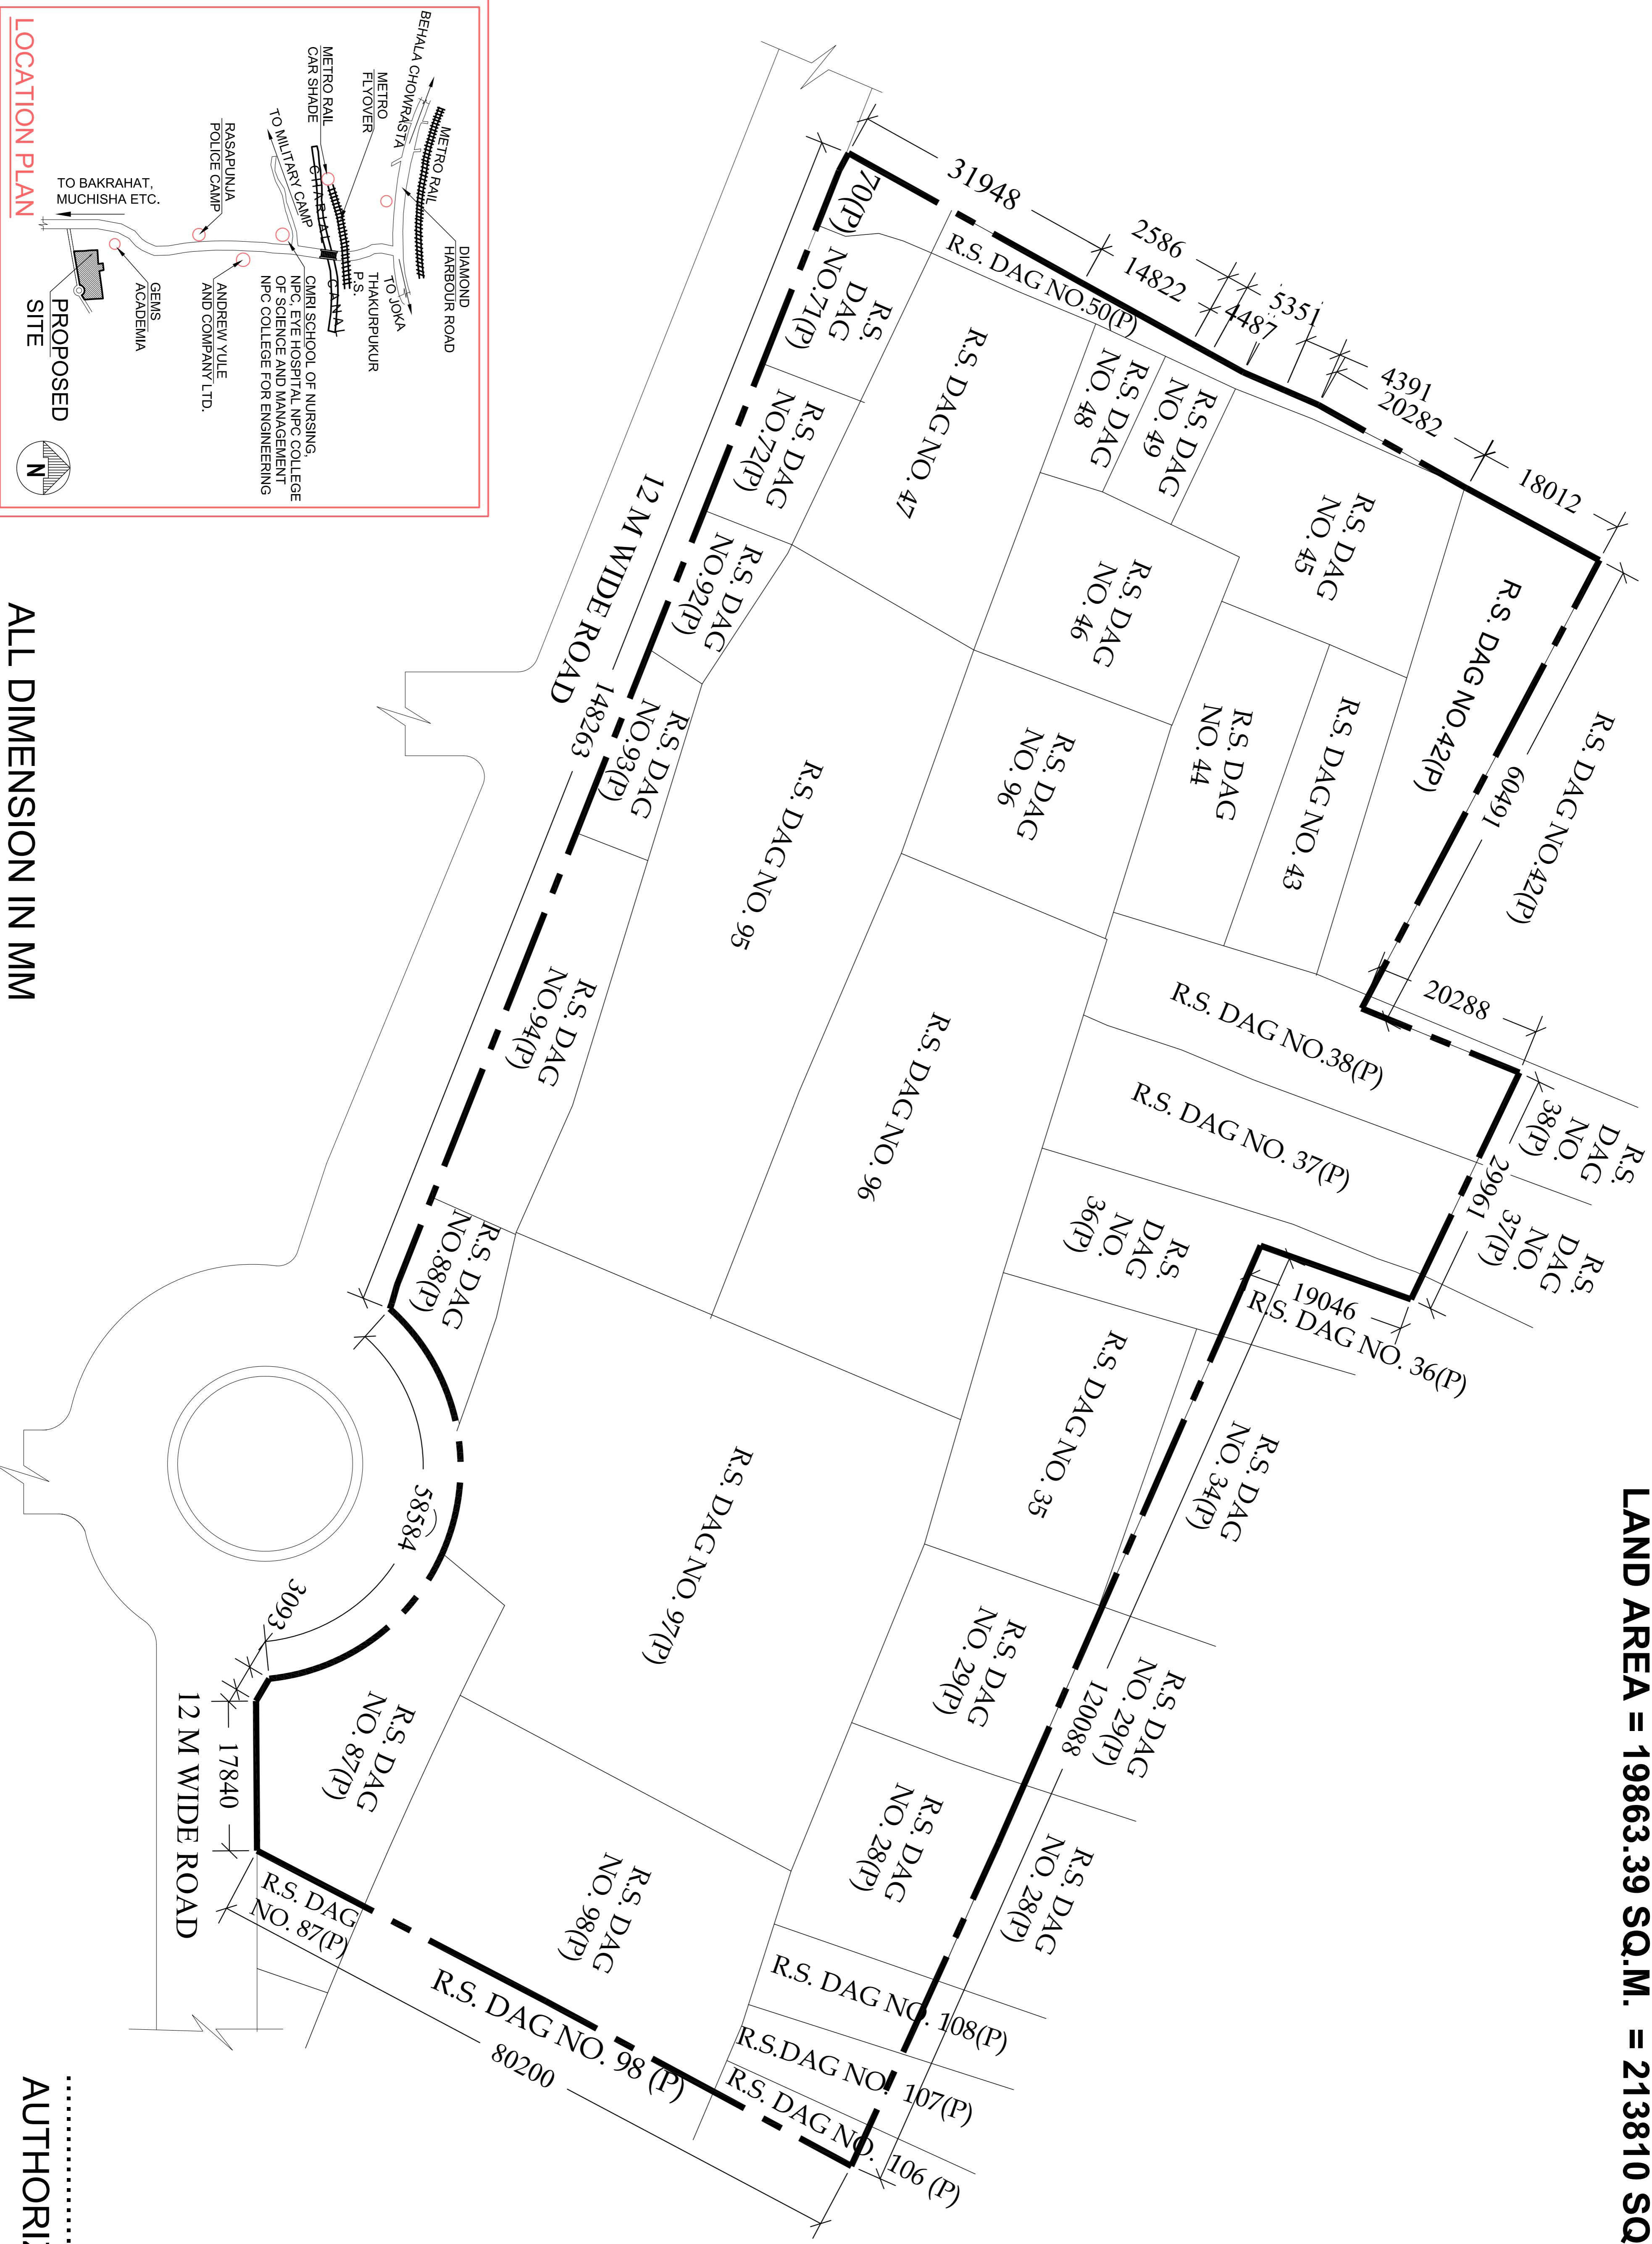 LAND AREA = 19863.39 SQ.M. = 213810 SQ
R.S. DAG NO.42(P)
R.S. DAG NO.42(P)
60491
18012
20282
4391
5351
4487
14822
2586
31948
R.S. DAG NO.50(P)
70(P)
R.S.
DAG
NO.71(P)
R.S. DAG
NO.72(P)
R.S. DAG
NO.92(P)
R.S. DAG
NO.93(P)
R.S. DAG
NO.94(P)
R.S. DAG
NO.88(P)
R.S. DAG NO. 47
R.S. DAG
NO. 48
R.S. DAG
NO. 49
R.S. DAG
NO. 45
R.S. DAG
NO. 46
R.S. DAG
NO. 44
R.S. DAG NO. 43
R.S. DAG
NO. 96
R.S. DAG NO. 95
R.S. DAG NO. 96
R.S. DAG NO.38(P)
R.S. DAG NO. 37(P)
20288
R.S.
DAG
NO.
38(P)
29961
R.S.
DAG
NO.
37(P)
R.S.
DAG
NO.
36(P)
19046
R.S. DAG NO. 36(P)
R.S. DAG NO. 35
R.S. DAG
NO. 34(P)
R.S. DAG
NO. 29(P)
R.S. DAG
NO. 29(P)
120088
R.S. DAG
NO. 28(P)
R.S. DAG
NO. 28(P)
R.S. DAG NO. 97(P)
R.S. DAG
NO. 98(P)
R.S. DAG
NO. 87(P)
R.S. DAG
NO. 87(P)
R.S. DAG NO. 98 (P)
80200
R.S. DAG NO. 108(P)
R.S.DAG NO. 107(P)
R.S. DAG NO. 106 (P)
12 M WIDE ROAD
148263
58584
3093
17840
12 M WIDE ROAD
BEHALA CHOWRASTA
METRO RAIL
DIAMOND
HARBOUR ROAD
METRO
FLYOVER
TO JOKA
THAKURPUKUR
P.S.
METRO RAIL
CAR SHADE
CHARIAL CANAL
TO MILITARY CAMP
CMRI SCHOOL OF NURSING,
NPC, EYE HOSPITAL NPC COLLEGE
OF SCIENCE AND MANAGEMENT
NPC COLLEGE FOR ENGINEERING
RASAPUNJA
POLICE CAMP
ANDREW YULE
AND COMPANY LTD.
GEMS
ACADEMIA
TO BAKRAHAT,
MUCHISHA ETC.
PROPOSED
SITE
N
LOCATION PLAN
ALL DIMENSION IN MM
AUTHORI